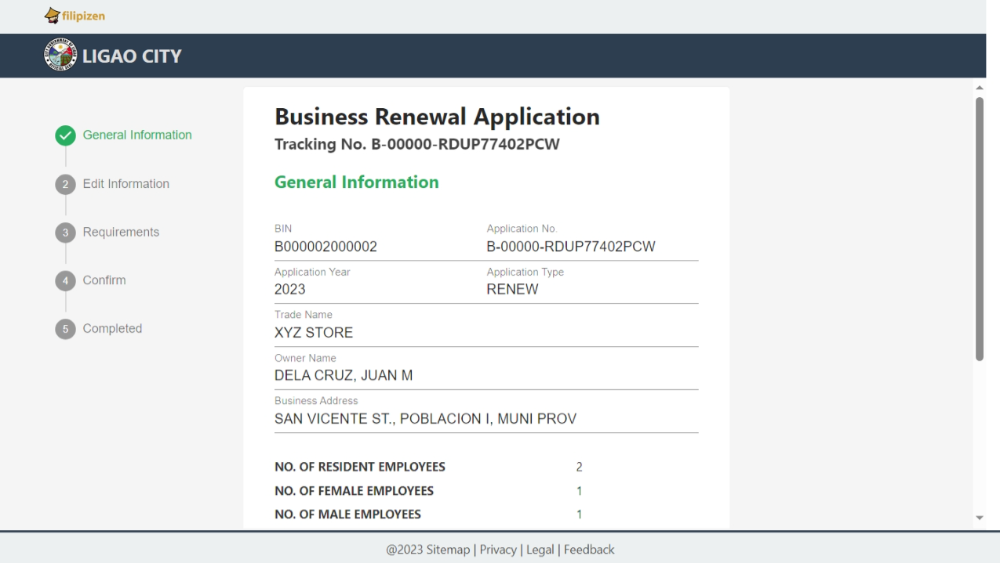 filipizen
LIGAO CITY
General Information
2 Edit Information
3 Requirements
4 Confirm
5 Completed
Business Renewal Application
Tracking No. B-00000-RDUP77402PCW
General Information
BIN Application No.
B000002000002 B-00000-RDUP77402PCW
Application Year Application Type
2023 RENEW
Trade Name
XYZ STORE
Owner Name
DELA CRUZ, JUAN M
Business Address
SAN VICENTE ST., POBLACION I, MUNI PROV
NO. OF RESIDENT EMPLOYEES 2
NO. OF FEMALE EMPLOYEES 1
NO. OF MALE EMPLOYEES 1
@2023 Sitemap | Privacy | Legal | Feedback